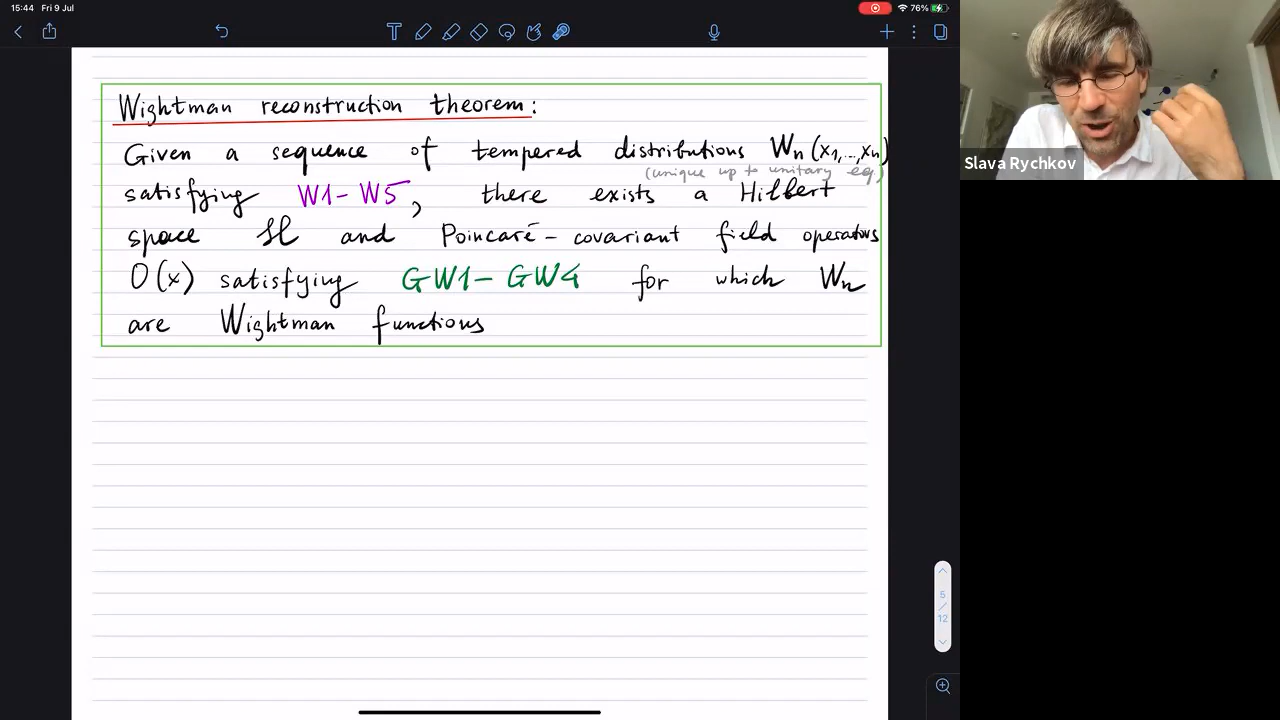 15:44 Fri 9 Jul
76%
Wightman reconstruction theorem:
Given a sequence of tempered distributions Wn(x1,...,xn)
(unique up to unitary eq)
satisfying W1-W5, there exists a Hilbert
space H and Poincaré-covariant field operators
O(x) satisfying GW1-GW4 for which Wn
are Wightman functions
5
/
12
Slava Rychkov